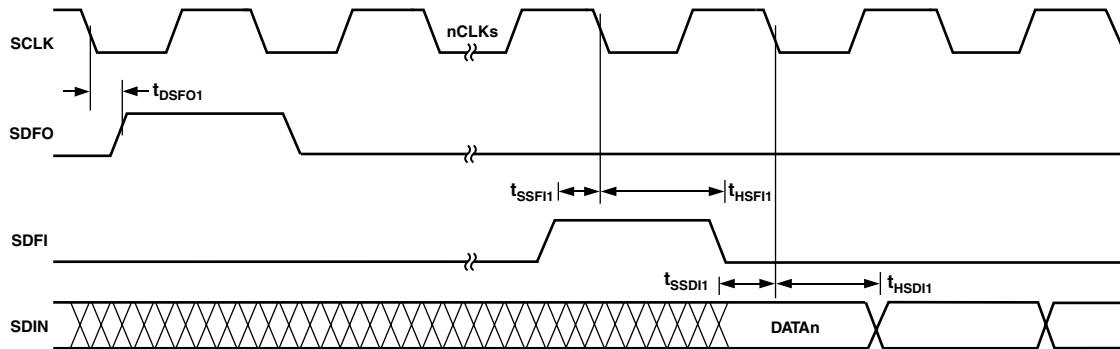 nCLKs
SCLK
tDSFO1
SDFO
tSSFI1
tHSFI1
SDFI
tSSDI1
tHSDI1
SDIN
DATAn